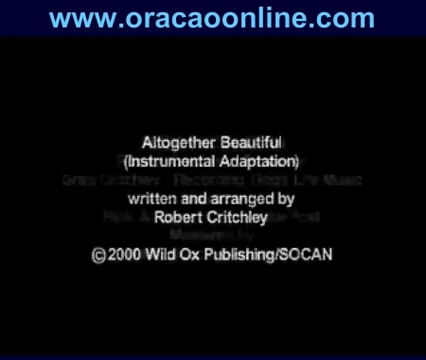 www.oracaoonline.com
Altogether Beautiful
(Instrumental Adaptation)
written and arranged by
Robert Critchley
©2000 Wild Ox Publishing/SOCAN